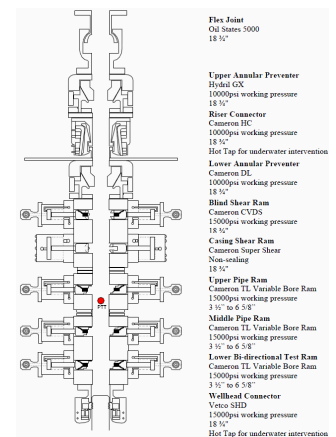 Flex Joint
Oil States 5000
18 ¾"
Upper Annular Preventer
Hydril GX
10000psi working pressure
18 ¾"
Riser Connector
Cameron HC
10000psi working pressure
18 ¾"
Hot Tap for underwater intervention
Lower Annular Preventer
Cameron DL
10000psi working pressure
18 ¾"
Blind Shear Ram
Cameron CVDS
15000psi working pressure
18 ¾"
Casing Shear Ram
Cameron Super Shear
Non-sealing
18 ¾"
Upper Pipe Ram
Cameron TL Variable Bore Ram
15000psi working pressure
3 ½" to 6 5/8"
PTT
Middle Pipe Ram
Cameron TL Variable Bore Ram
15000psi working pressure
3 ½" to 6 5/8"
Lower Bi-directional Test Ram
Cameron TL Variable Bore Ram
15000psi working pressure
3 ½" to 6 5/8"
Wellhead Connector
Vetco SHD
15000psi working pressure
18 ¾"
Hot Tap for underwater intervention